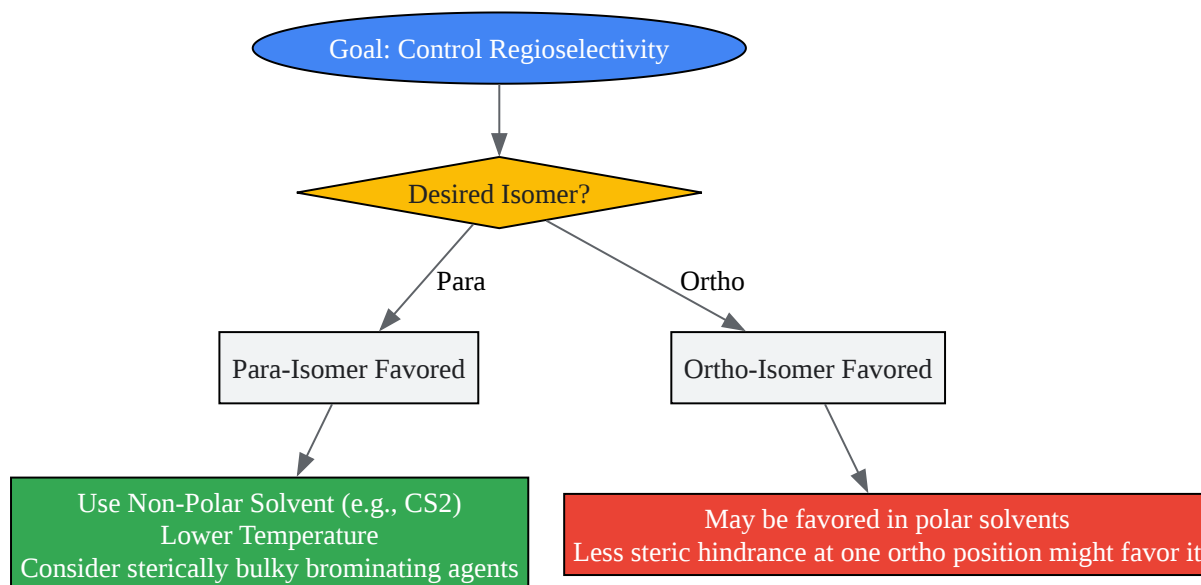 Goal: Control Regioselectivity
Desired Isomer?
Para
Ortho
Para-Isomer Favored
Ortho-Isomer Favored
Use Non-Polar Solvent (e.g., CS2)
Lower Temperature
Consider sterically bulky brominating agents
May be favored in polar solvents
Less steric hindrance at one ortho position might favor it